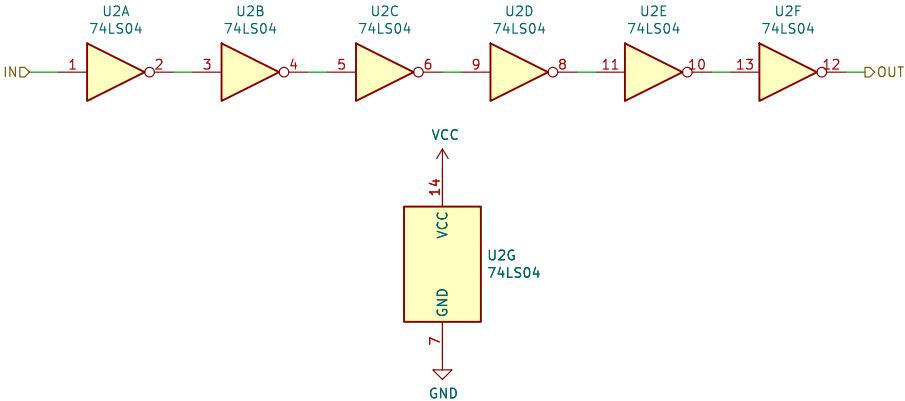 U2A
74LS04
U2B
74LS04
U2C
74LS04
U2D
74LS04
U2E
74LS04
U2F
74LS04
IN 1 2 3 4 5 6 9 8 11 10 13 12 OUT
VCC
14
VCC
U2G
74LS04
GND
7
GND